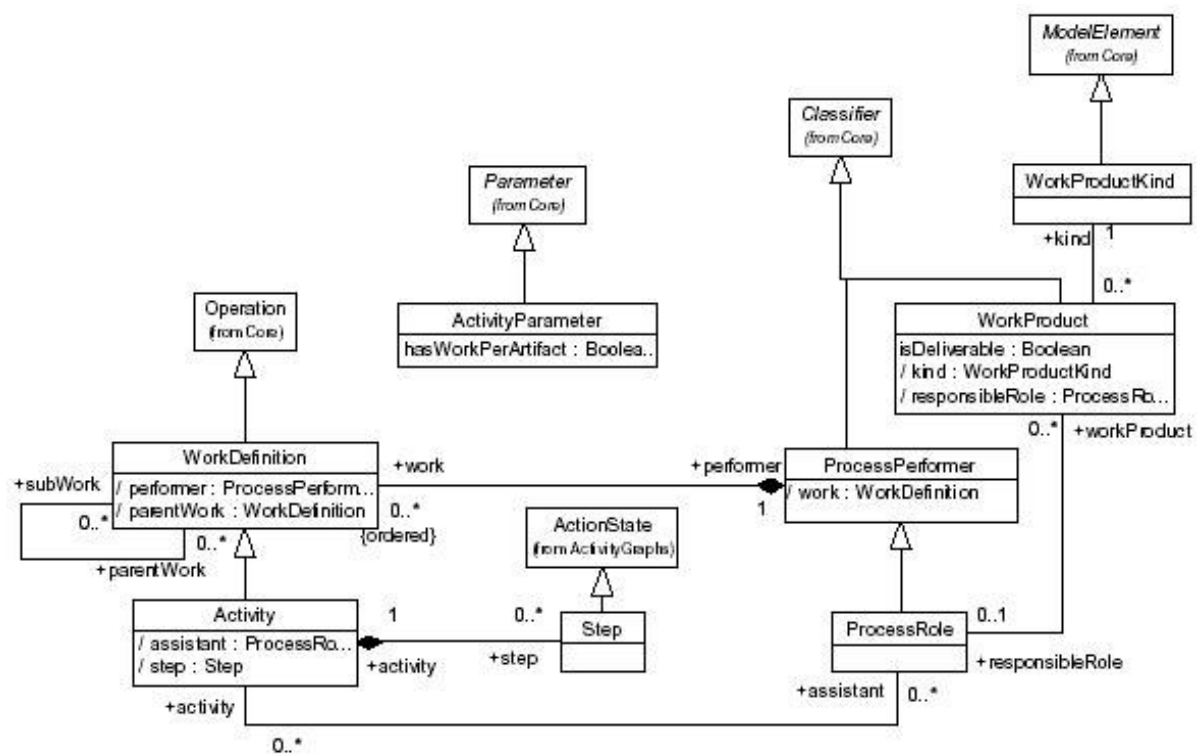 ModelElement
(from Core)
Classifier
(from Core)
Parameter
(from Core)
WorkProductKind
+kind
1
0..*
Operation
(from Core)
ActivityParameter
hasWorkPerArtifact : Boolea..
WorkProduct
isDeliverable : Boolean
/ kind : WorkProductKind
/ responsibleRole : ProcessRo...
0..*
+workProduct
WorkDefinition
/ performer : ProcessPerform...
/ parentWork : WorkDefinition
+subWork
0..*
0..*
+parentWork
+work
0..*
{ordered}
+performer
1
ProcessPerformer
/ work : WorkDefinition
ActionState
(from ActivityGraphs)
Activity
/ assistant : ProcessRo...
/ step : Step
1
+activity
0..*
+step
Step
ProcessRole
0..1
+responsibleRole
+assistant
0..*
+activity
0..*